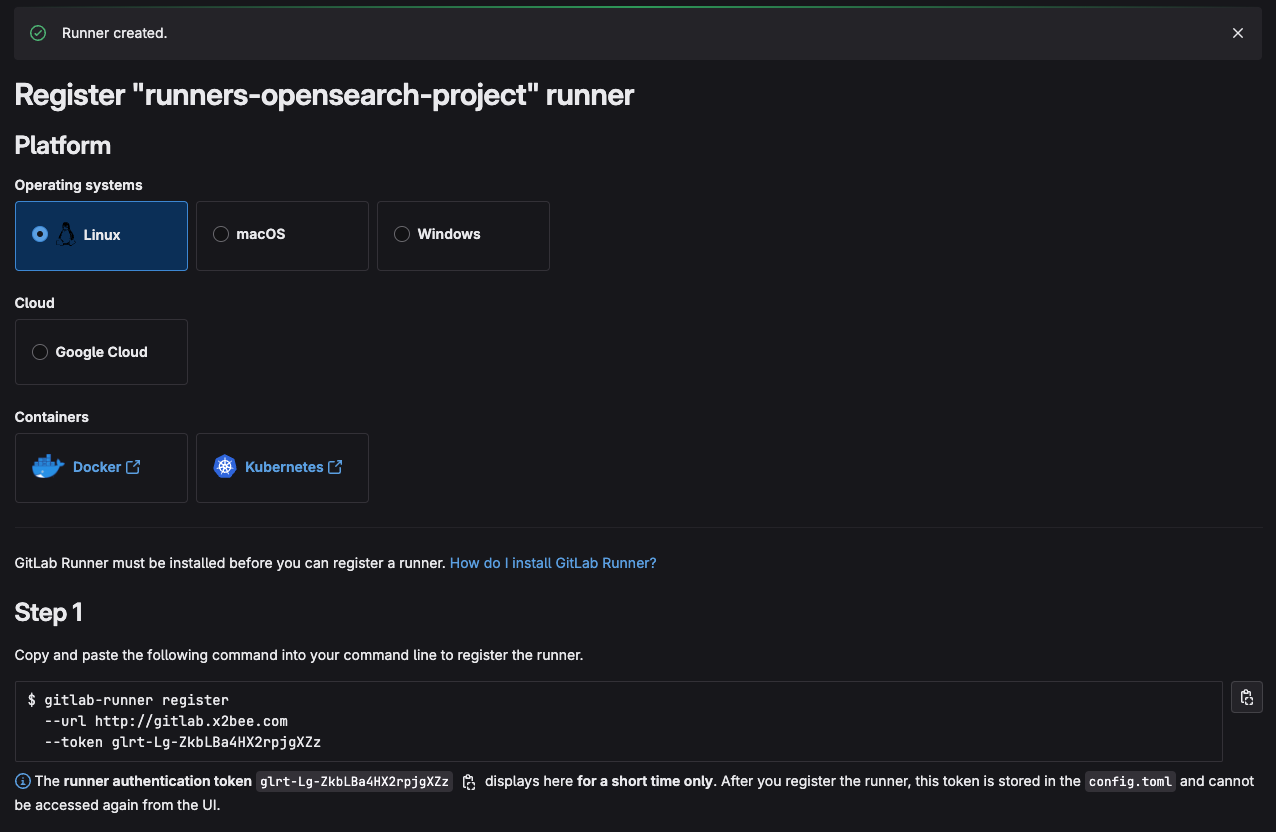 Runner created.
Register "runners-opensearch-project" runner
Platform
Operating systems
Linux
macOS
Windows
Cloud
Google Cloud
Containers
Docker
Kubernetes
GitLab Runner must be installed before you can register a runner. How do I install GitLab Runner?
Step 1
Copy and paste the following command into your command line to register the runner.
$ gitlab-runner register
--url http://gitlab.x2bee.com
--token glrt-Lg-ZkbLBa4HX2rpjgXZz
The runner authentication token glrt-Lg-ZkbLBa4HX2rpjgXZz displays here for a short time only. After you register the runner, this token is stored in the config.toml and cannot
be accessed again from the UI.